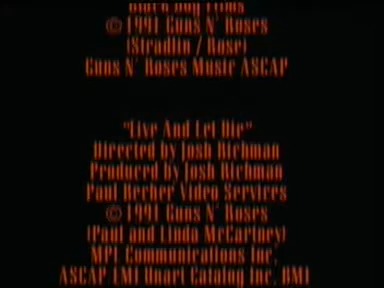 © 1991 Guns N' Roses
(Stradlin / Rose)
Guns N' Roses Music ASCAP
"Live And Let Die"
Directed by Josh Richman
Produced by Josh Richman
Paul Becher Video Services
© 1991 Guns N' Roses
(Paul and Linda McCartney)
MPL Communications Inc.
ASCAP EMI Unart Catalog Inc. BMI